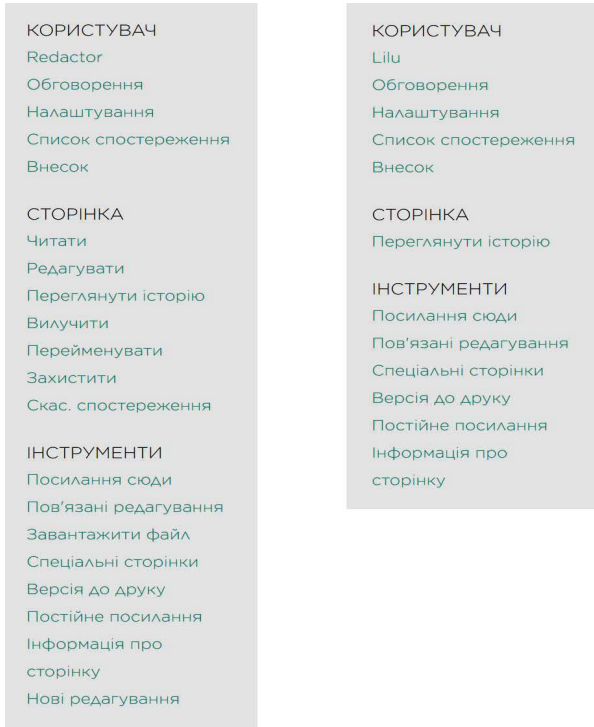 КОРИСТУВАЧ
Redactor
Обговорення
Налаштування
Список спостереження
Внесок
СТОРІНКА
Читати
Редагувати
Переглянути історію
Вилучити
Перейменувати
Захистити
Скас. спостереження
ІНСТРУМЕНТИ
Посилання сюди
Пов'язані редагування
Завантажити файл
Спеціальні сторінки
Версія до друку
Постійне посилання
Інформація про
сторінку
Нові редагування
КОРИСТУВАЧ
Lilu
Обговорення
Налаштування
Список спостереження
Внесок
СТОРІНКА
Переглянути історію
ІНСТРУМЕНТИ
Посилання сюди
Пов'язані редагування
Спеціальні сторінки
Версія до друку
Постійне посилання
Інформація про
сторінку